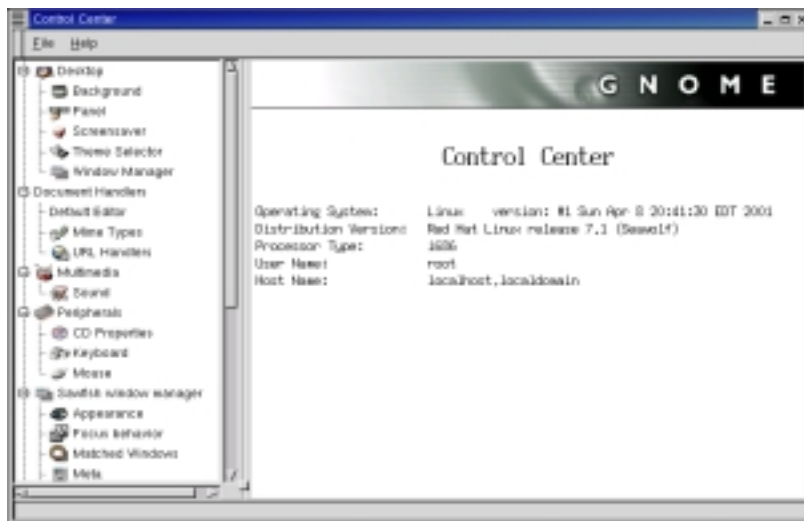 Control Center
File Help
Desktop
Background
Panel
Screensaver
Theme Selector
Window Manager
Document Handlers
Default Editor
Mime Types
URL Handlers
Multimedia
Sound
Peripherals
CD Properties
Keyboard
Mouse
Sawfish window manager
Appearance
Focus behavior
Matched Windows
Meta
GNOME
Control Center
Operating System: Linux version: #1 Sun Apr 8 20:41:30 EDT 2001
Distribution Version: Red Hat Linux release 7.1 (Seawolf)
Processor Type: i686
User Name: root
Host Name: localhost.localdomain